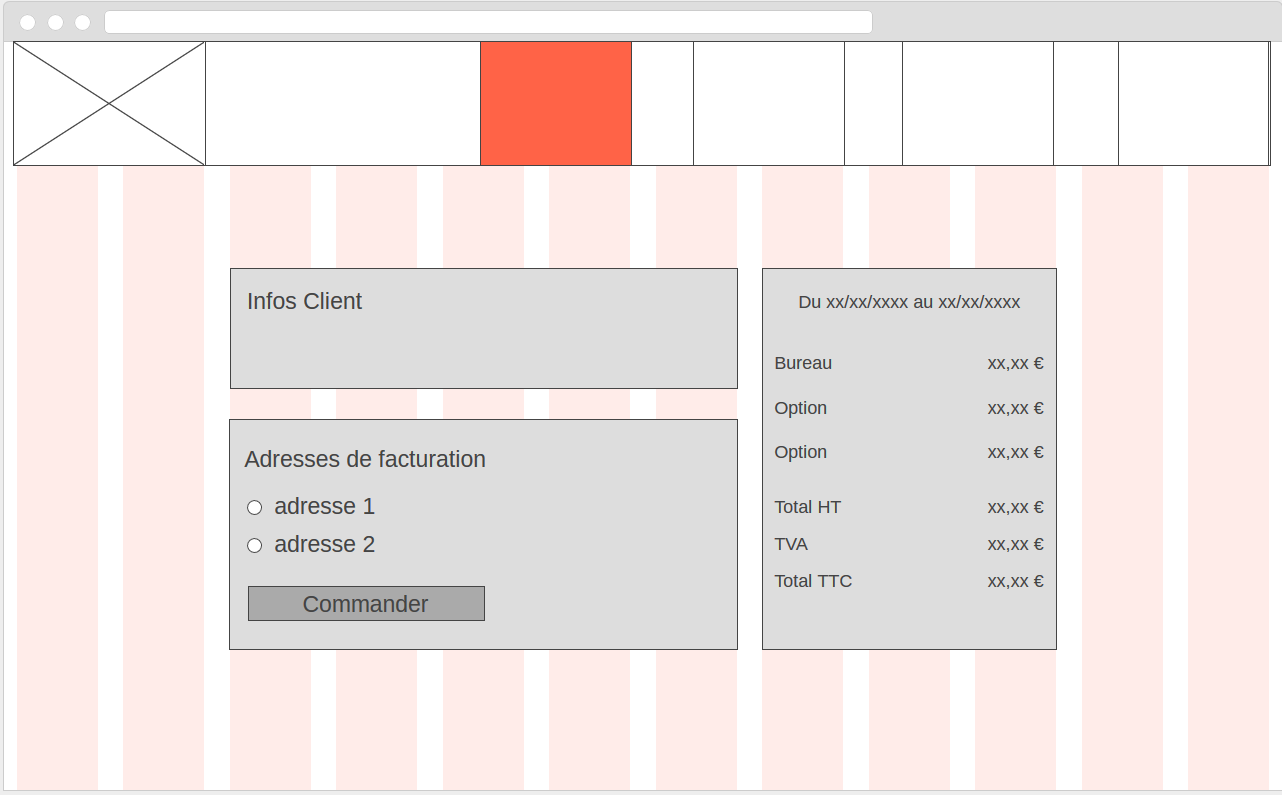 Infos Client
Adresses de facturation
adresse 1
adresse 2
Commander
Du xx/xx/xxxx au xx/xx/xxxx
Bureau xx,xx €
Option xx,xx €
Option xx,xx €
Total HT xx,xx €
TVA xx,xx €
Total TTC xx,xx €